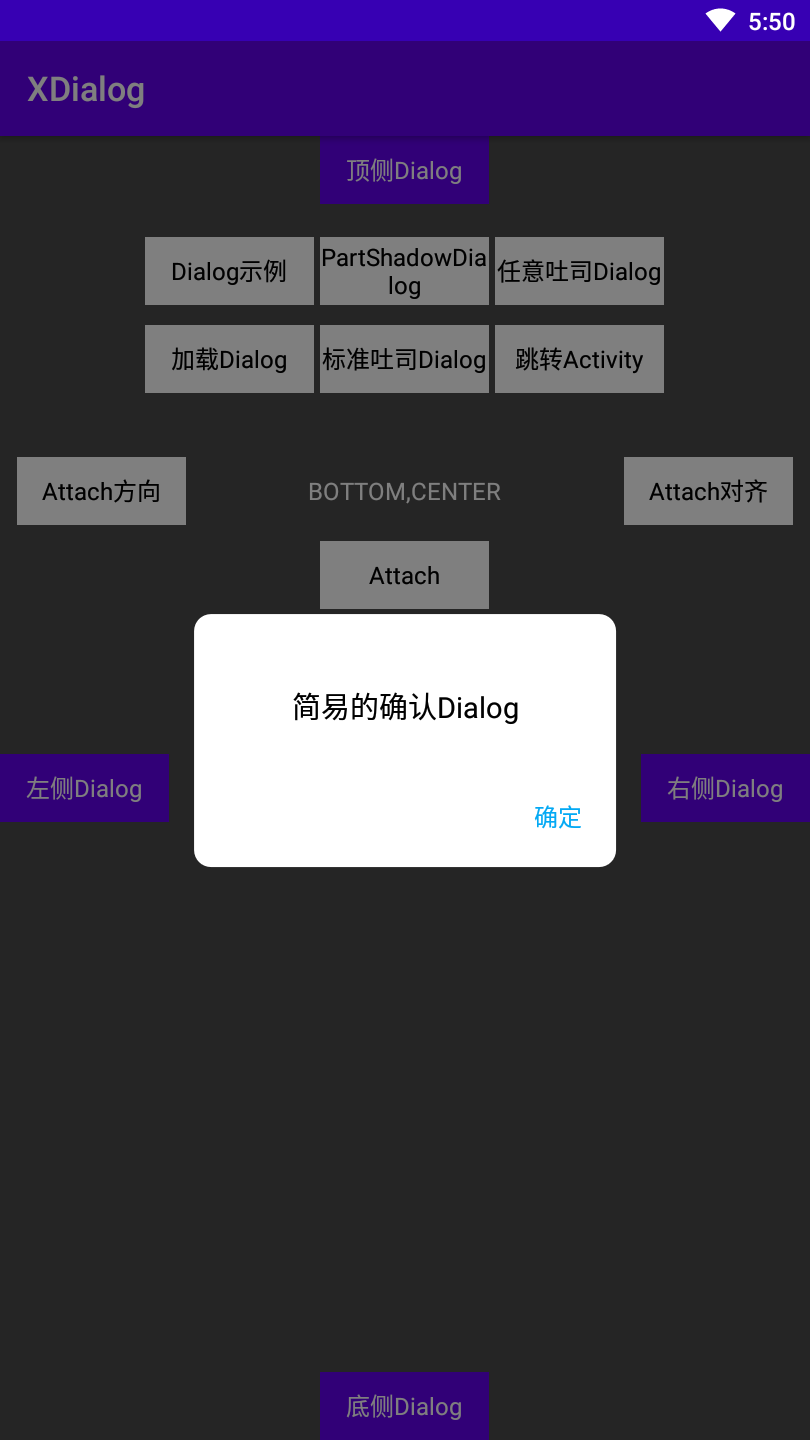 5:50
XDialog
顶侧Dialog
Dialog示例
PartShadowDia
log
任意吐司Dialog
加载Dialog
标准吐司Dialog
跳转Activity
Attach方向
BOTTOM,CENTER
Attach对齐
Attach
简易的确认Dialog
左侧Dialog
右侧Dialog
确定
底侧Dialog